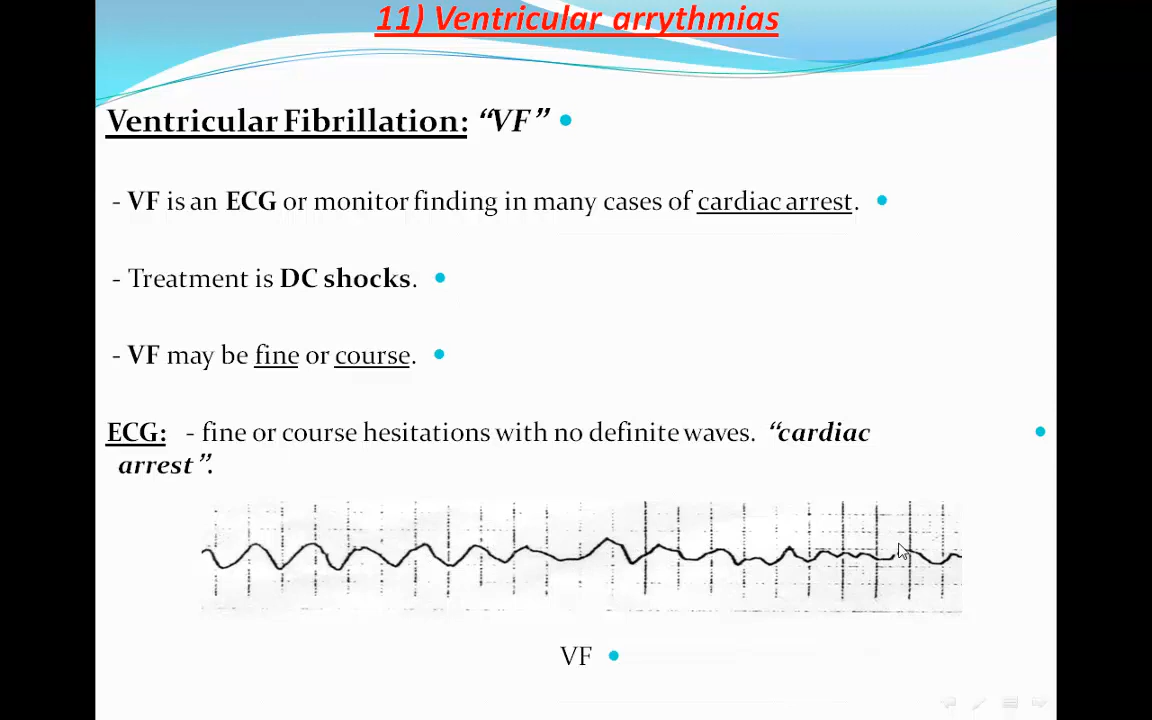 11) Ventricular arrythmias
Ventricular Fibrillation: “VF” •
- VF is an ECG or monitor finding in many cases of cardiac arrest. •
- Treatment is DC shocks. •
- VF may be fine or course. •
ECG: - fine or course hesitations with no definite waves. “cardiac •
arrest”.
VF •